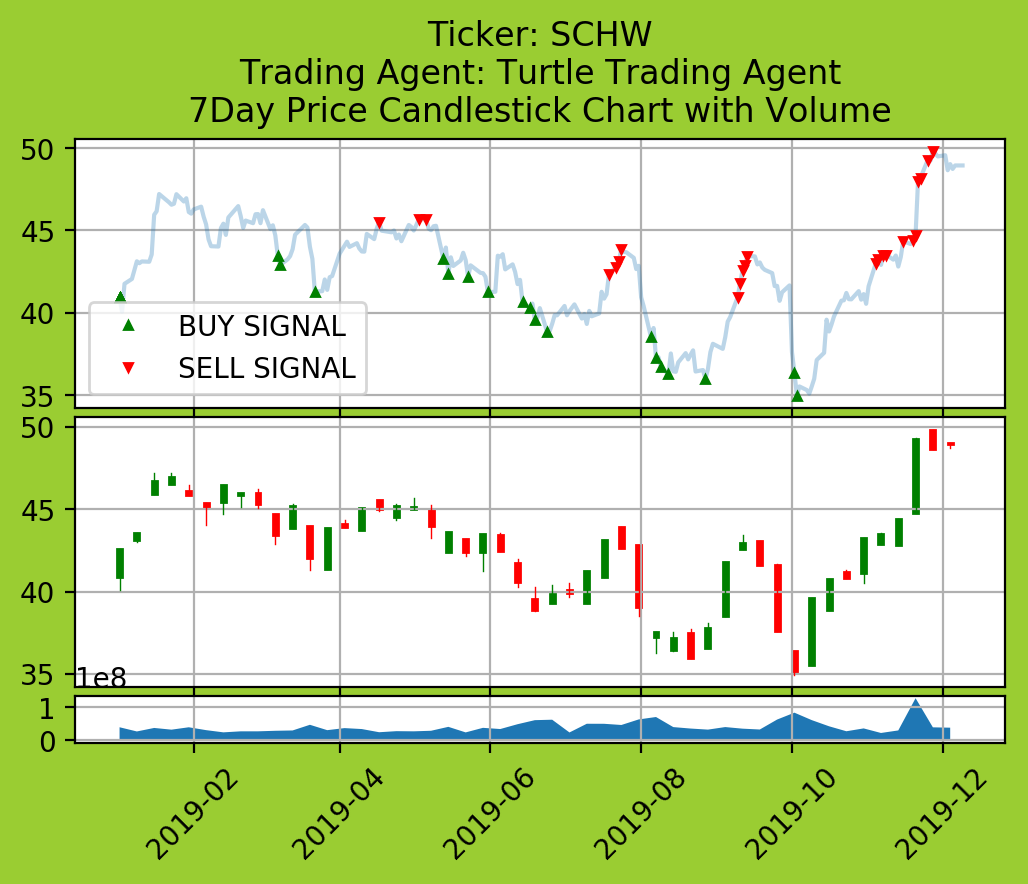 Ticker: SCHW
Trading Agent: Turtle Trading Agent
7Day Price Candlestick Chart with Volume
50
45
40
35
BUY SIGNAL
SELL SIGNAL
50
45
40
35
1e8
1
0
2019-02
2019-04
2019-06
2019-08
2019-10
2019-12